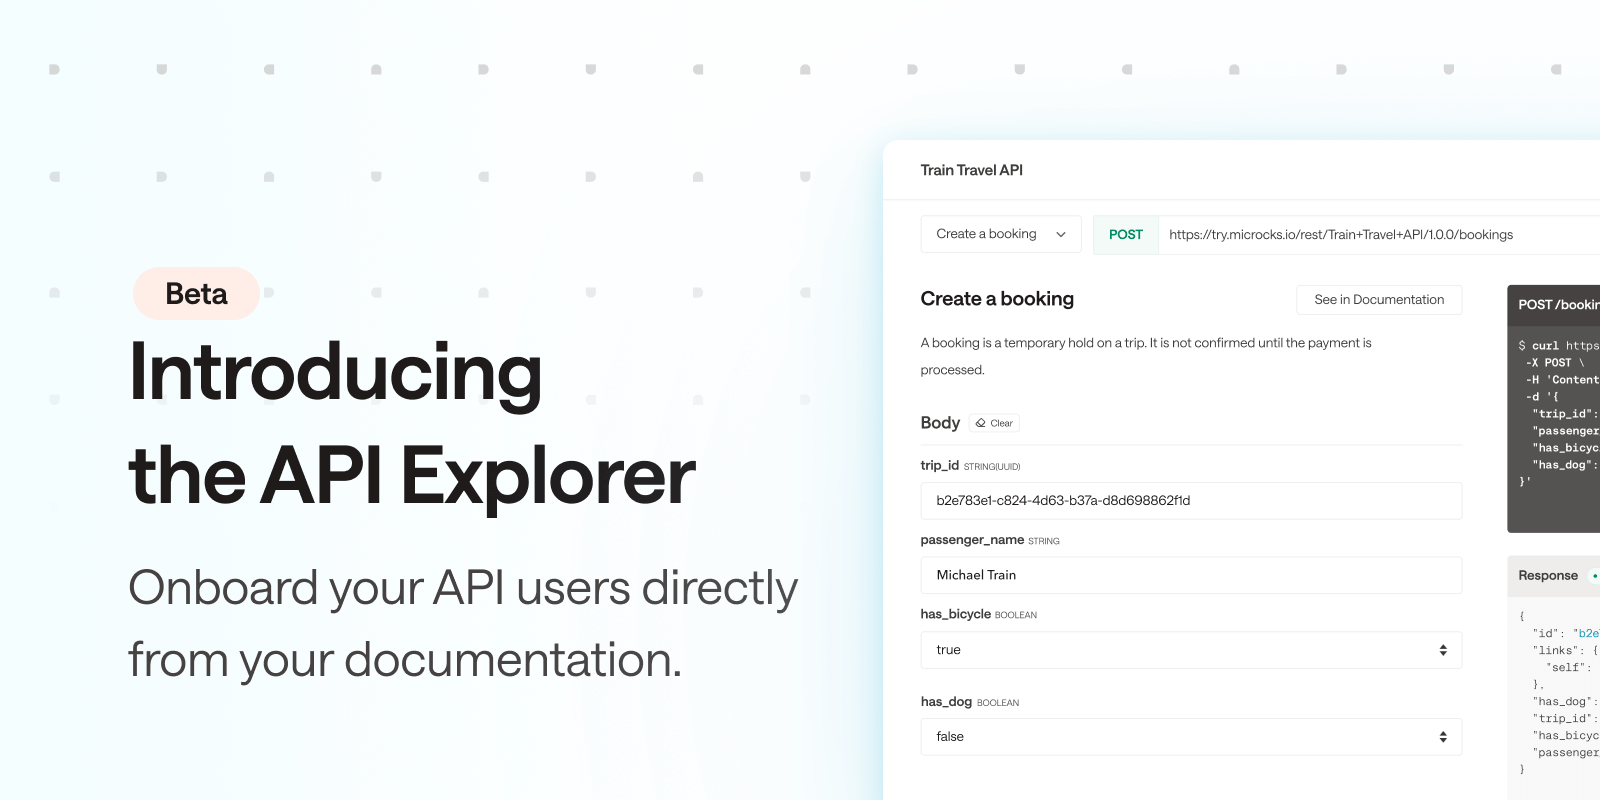 Beta
Introducing
the API Explorer
Onboard your API users directly
from your documentation.
Train Travel API
Create a booking
POST
https://try.microcks.io/rest/Train+Travel+API/1.0.0/bookings
Create a booking
See in Documentation
A booking is a temporary hold on a trip. It is not confirmed until the payment is
processed.
Body
Clear
trip_id STRING(UUID)
b2e783e1-c824-4d63-b37a-d8d698862f1d
passenger_name STRING
Michael Train
has_bicycle BOOLEAN
true
has_dog BOOLEAN
false
POST /bookin
$ curl https
-X POST \
-H 'Content
-d '{
"trip_id":
"passenger
"has_bicyc
"has_dog":
}'
Response
{
"id": "b2e
"links": {
"self":
},
"has_dog":
"trip_id":
"has_bicyc
"passenger
}